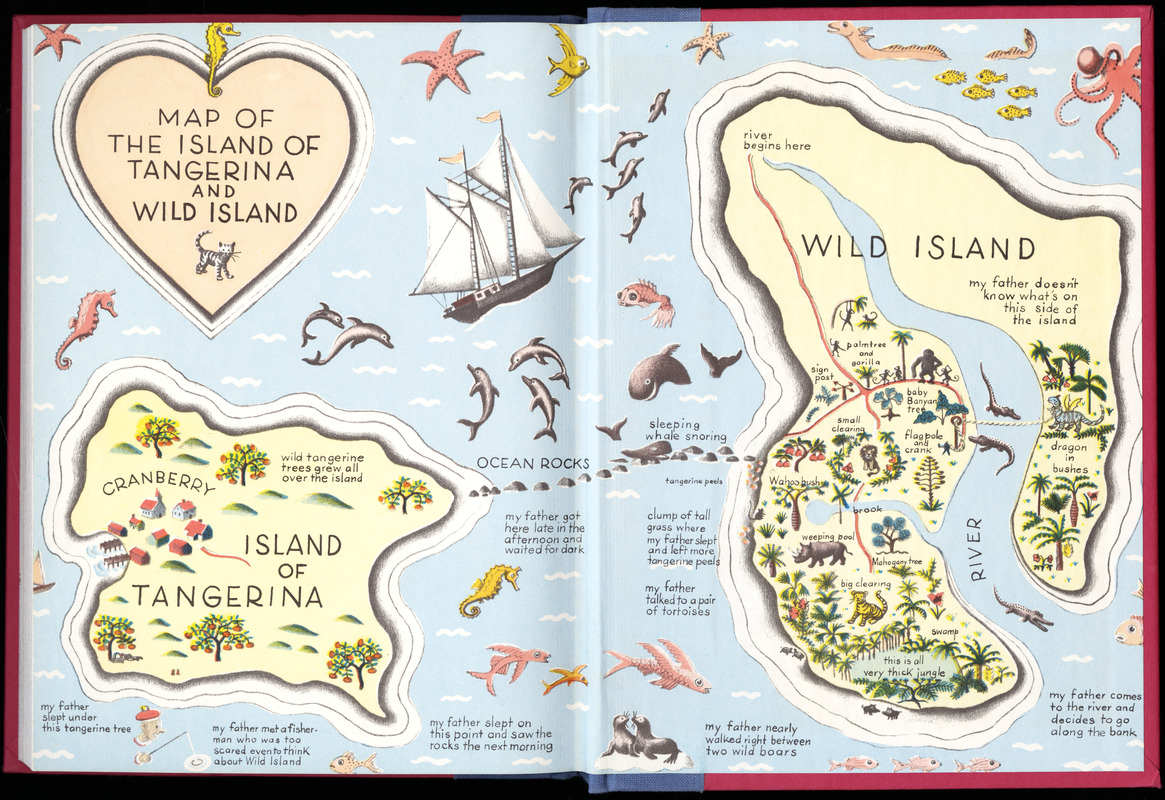 MAP OF
THE ISLAND OF
TANGERINA
AND
WILD ISLAND
CRANBERRY
wild tangerine
trees grew all
over the island
ISLAND
OF
TANGERINA
my father
slept under
this tangerine tree
my father met a fisher-
man who was too
scared even to think
about Wild Island
my father slept on
this point and saw the
rocks the next morning
OCEAN ROCKS
my father got
here late in the
afternoon and
waited for dark
sleeping
whale snoring
tangerine peels
clump of tall
grass where
my father slept
and left more
tangerine peels
my father
talked to a pair
of tortoises
my father nearly
walked right between
two wild boars
river
begins here
WILD ISLAND
my father doesn't
know what's on
this side of
the island
palmtree
and
gorilla
sign
post
baby
Banyan
tree
small
clearing
flagpole
and
crank
dragon
in
bushes
Wahoo bush
brook
weeping pool
Mahogany tree
big clearing
RIVER
swamp
this is all
very thick jungle
my father comes
to the river and
decides to go
along the bank